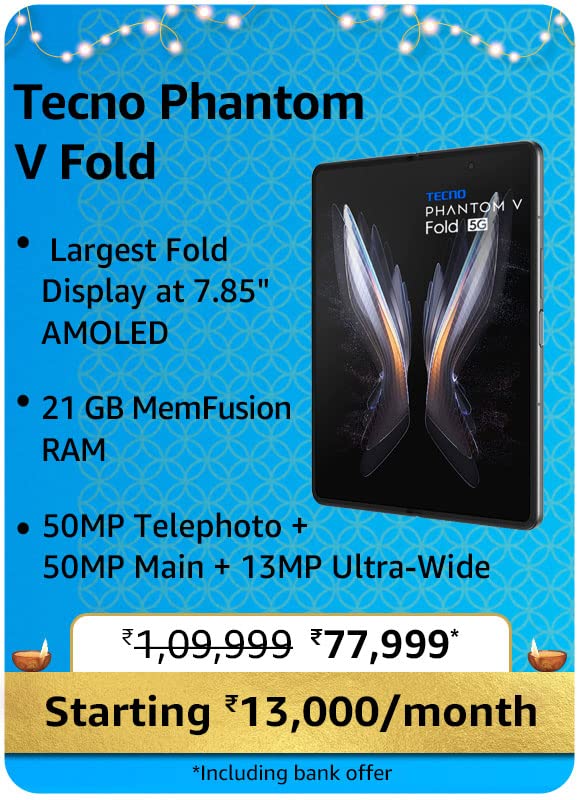 Tecno Phantom
V Fold
TECNO
PHANTOM V
Fold 5G
• Largest Fold
Display at 7.85"
AMOLED
• 21 GB MemFusion
RAM
• 50MP Telephoto +
50MP Main + 13MP Ultra-Wide
₹1,09,999 ₹77,999*
Starting ₹13,000/month
*Including bank offer